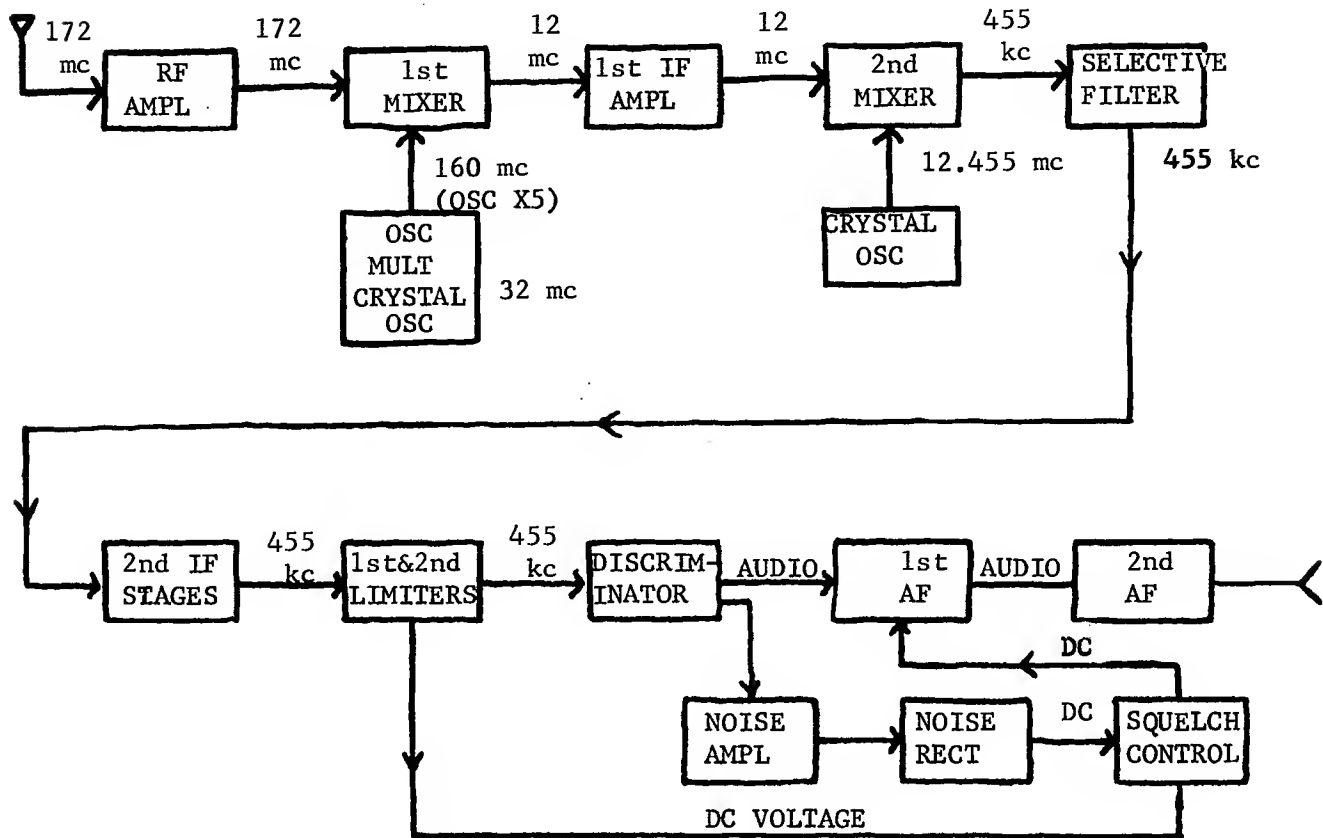 172
mc
RF
AMPL
172
mc
1st
MIXER
12
mc
1st IF
AMPL
12
mc
2nd
MIXER
455
kc
SELECTIVE
FILTER
160 mc
(OSC X5)
12.455 mc
455 kc
OSC
MULT
CRYSTAL
OSC
32 mc
CRYSTAL
OSC
2nd IF
STAGES
455
kc
1st&2nd
LIMITERS
455
kc
DISCRIM-
INATOR
AUDIO
1st
AF
AUDIO
2nd
AF
DC
NOISE
AMPL
NOISE
RECT
DC
SQUELCH
CONTROL
DC VOLTAGE